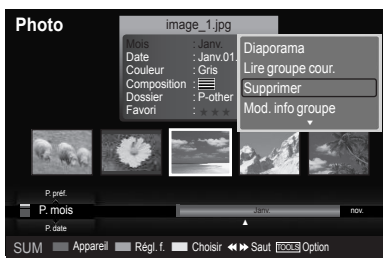 Photo
image_1.jpg
Mois : Janv.
Date : Janv.01.
Couleur : Gris
Composition :
Dossier : P-other
Favori : ★ ★ ★
Diaporama
Lire groupe cour.
Supprimer
Mod. info groupe
P. préf.
P. mois
P. date
Janv.
nov.
SUM Appareil Régl. f. Choisir Saut TOOLS Option